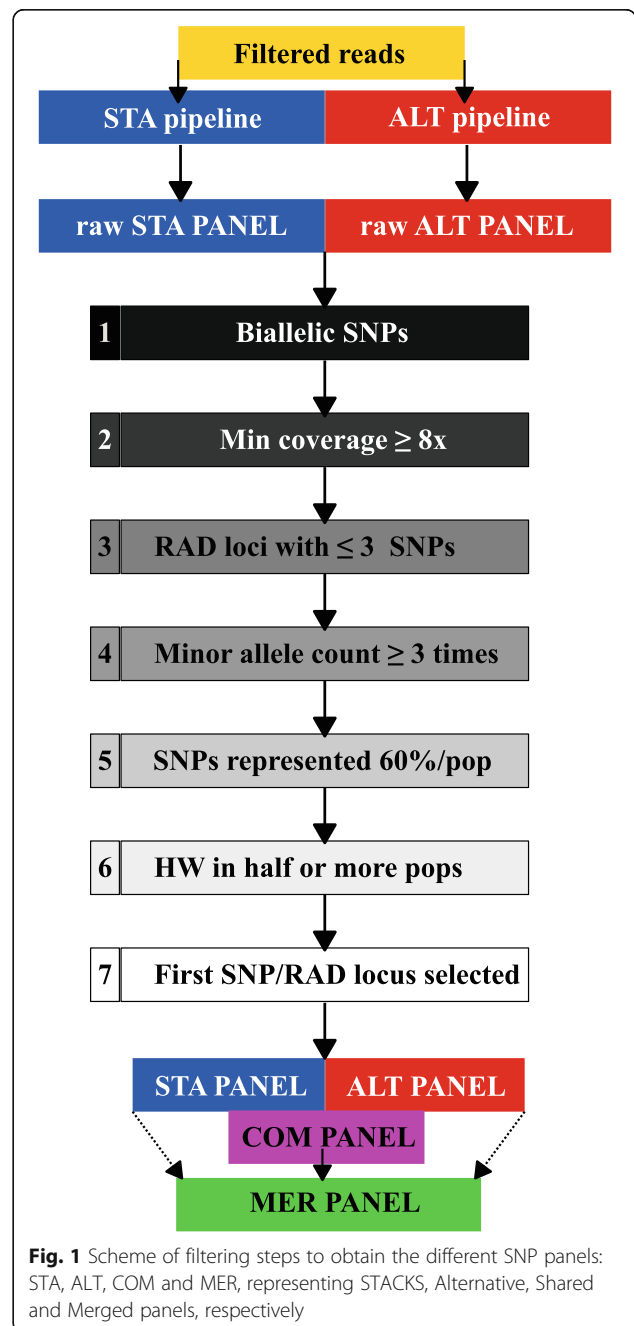 Filtered reads
STA pipeline ALT pipeline
raw STA PANEL raw ALT PANEL
1 Biallelic SNPs
2 Min coverage ≥ 8x
3 RAD loci with ≤ 3 SNPs
4 Minor allele count ≥ 3 times
5 SNPs represented 60%/pop
6 HW in half or more pops
7 First SNP/RAD locus selected
STA PANEL ALT PANEL
COM PANEL
MER PANEL
Fig. 1 Scheme of filtering steps to obtain the different SNP panels:
STA, ALT, COM and MER, representing STACKS, Alternative, Shared
and Merged panels, respectively